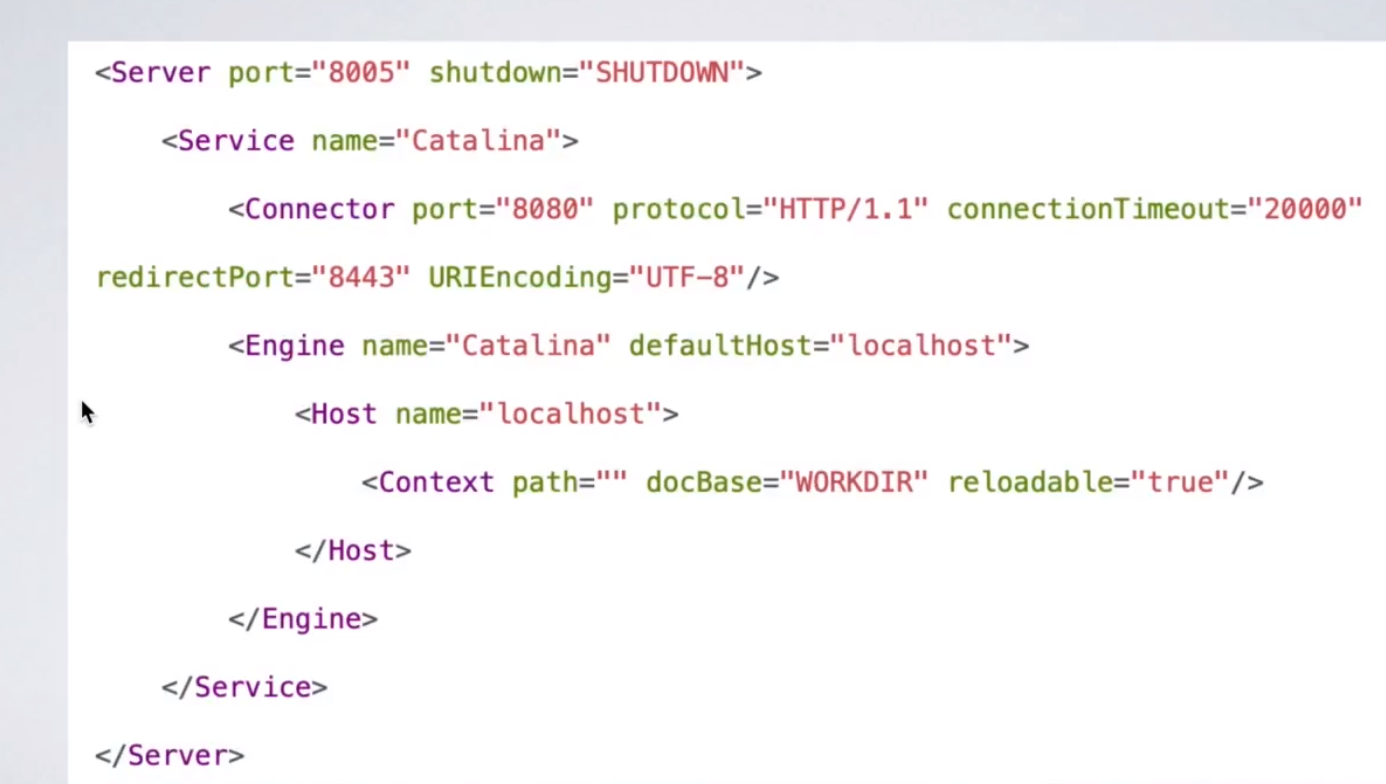 <Server port="8005" shutdown="SHUTDOWN">
<Service name="Catalina">
<Connector port="8080" protocol="HTTP/1.1" connectionTimeout="20000"
redirectPort="8443" URIEncoding="UTF-8"/>
<Engine name="Catalina" defaultHost="localhost">
<Host name="localhost">
<Context path="" docBase="WORKDIR" reloadable="true"/>
</Host>
</Engine>
</Service>
</Server>